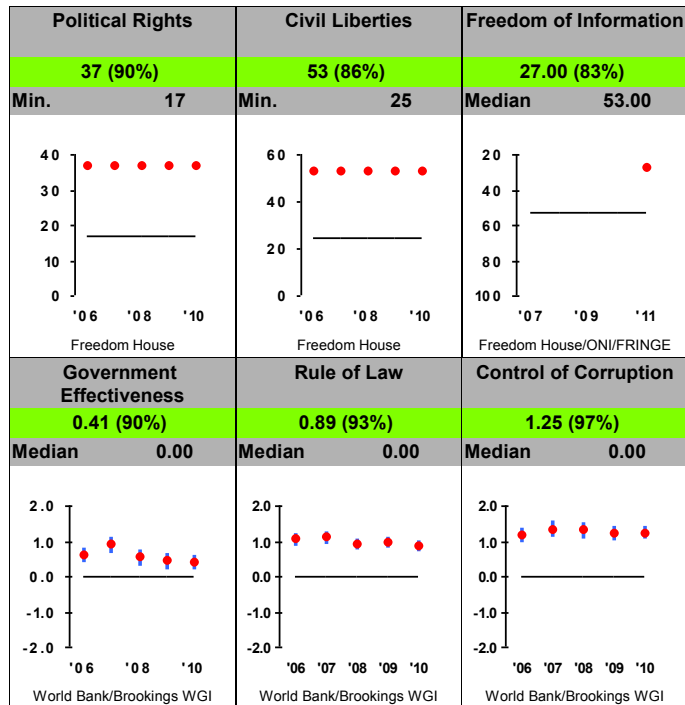 Political Rights
Civil Liberties
Freedom of Information
37 (90%)
53 (86%)
27.00 (83%)
Min. 17
Min. 25
Median 53.00
40
30
20
10
0
'06 '08 '10
Freedom House
60
40
20
0
'06 '08 '10
Freedom House
20
40
60
80
100
'07 '09 '11
Freedom House/ONI/FRINGE
Government
Effectiveness
Rule of Law
Control of Corruption
0.41 (90%)
0.89 (93%)
1.25 (97%)
Median 0.00
Median 0.00
Median 0.00
2.0
1.0
0.0
-1.0
-2.0
'06 '08 '10
World Bank/Brookings WGI
2.0
1.0
0.0
-1.0
-2.0
'06 '07 '08 '09 '10
World Bank/Brookings WGI
2.0
1.0
0.0
-1.0
-2.0
'06 '07 '08 '09 '10
World Bank/Brookings WGI